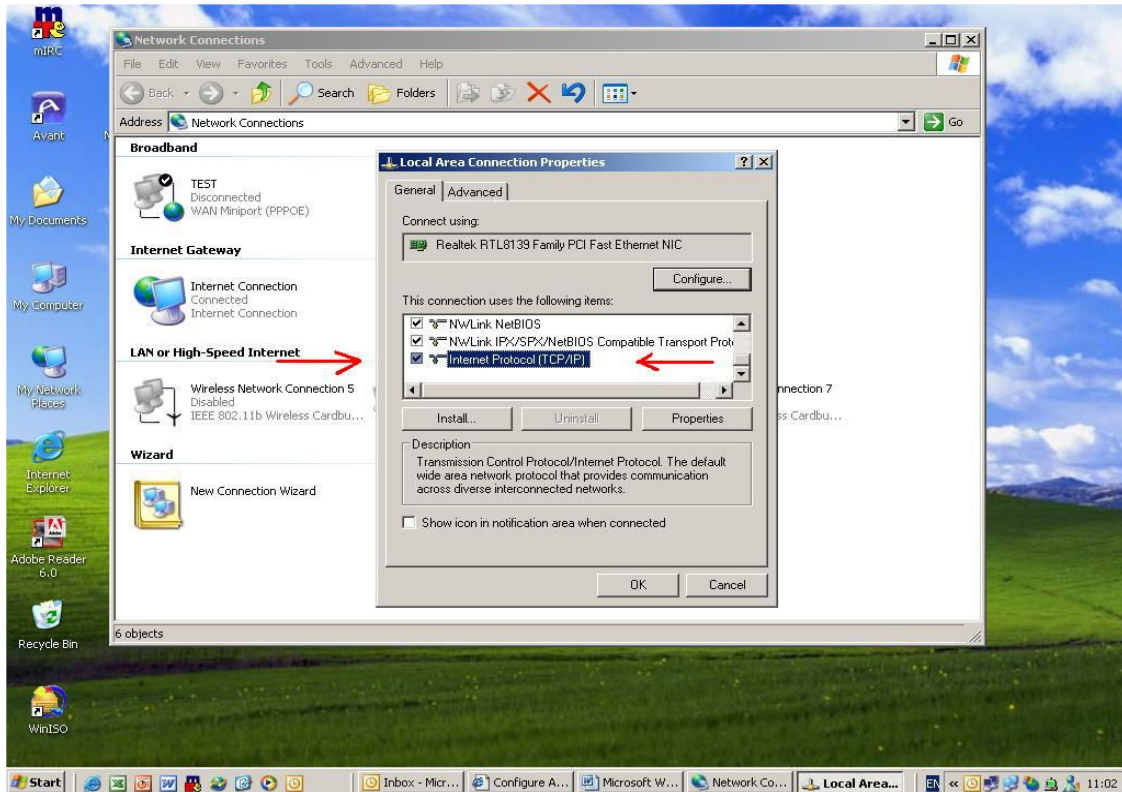 mIRC
Avant
N
My Documents
My Computer
My Network
Places
Internet
Explorer
Adobe Reader
6.0
Recycle Bin
WinISO
Network Connections
File Edit View Favorites Tools Advanced Help
Back Search Folders
Address Network Connections Go
Broadband
TEST
Disconnected
WAN Miniport (PPPOE)
Internet Gateway
Internet Connection
Connected
Internet Connection
LAN or High-Speed Internet
Wireless Network Connection 5
Disabled
IEEE 802.11b Wireless Cardbu...
nnection 7
ss Cardbu...
Wizard
New Connection Wizard
6 objects
Local Area Connection Properties
General Advanced
Connect using:
Realtek RTL8139 Family PCI Fast Ethernet NIC
Configure...
This connection uses the following items:
NWLink NetBIOS
NWLink IPX/SPX/NetBIOS Compatible Transport Proto
Internet Protocol (TCP/IP)
Install... Uninstall Properties
Description
Transmission Control Protocol/Internet Protocol. The default
wide area network protocol that provides communication
across diverse interconnected networks.
Show icon in notification area when connected
OK Cancel
Start Inbox - Micr... Configure A... Microsoft W... Network Co... Local Area... EN « 11:02